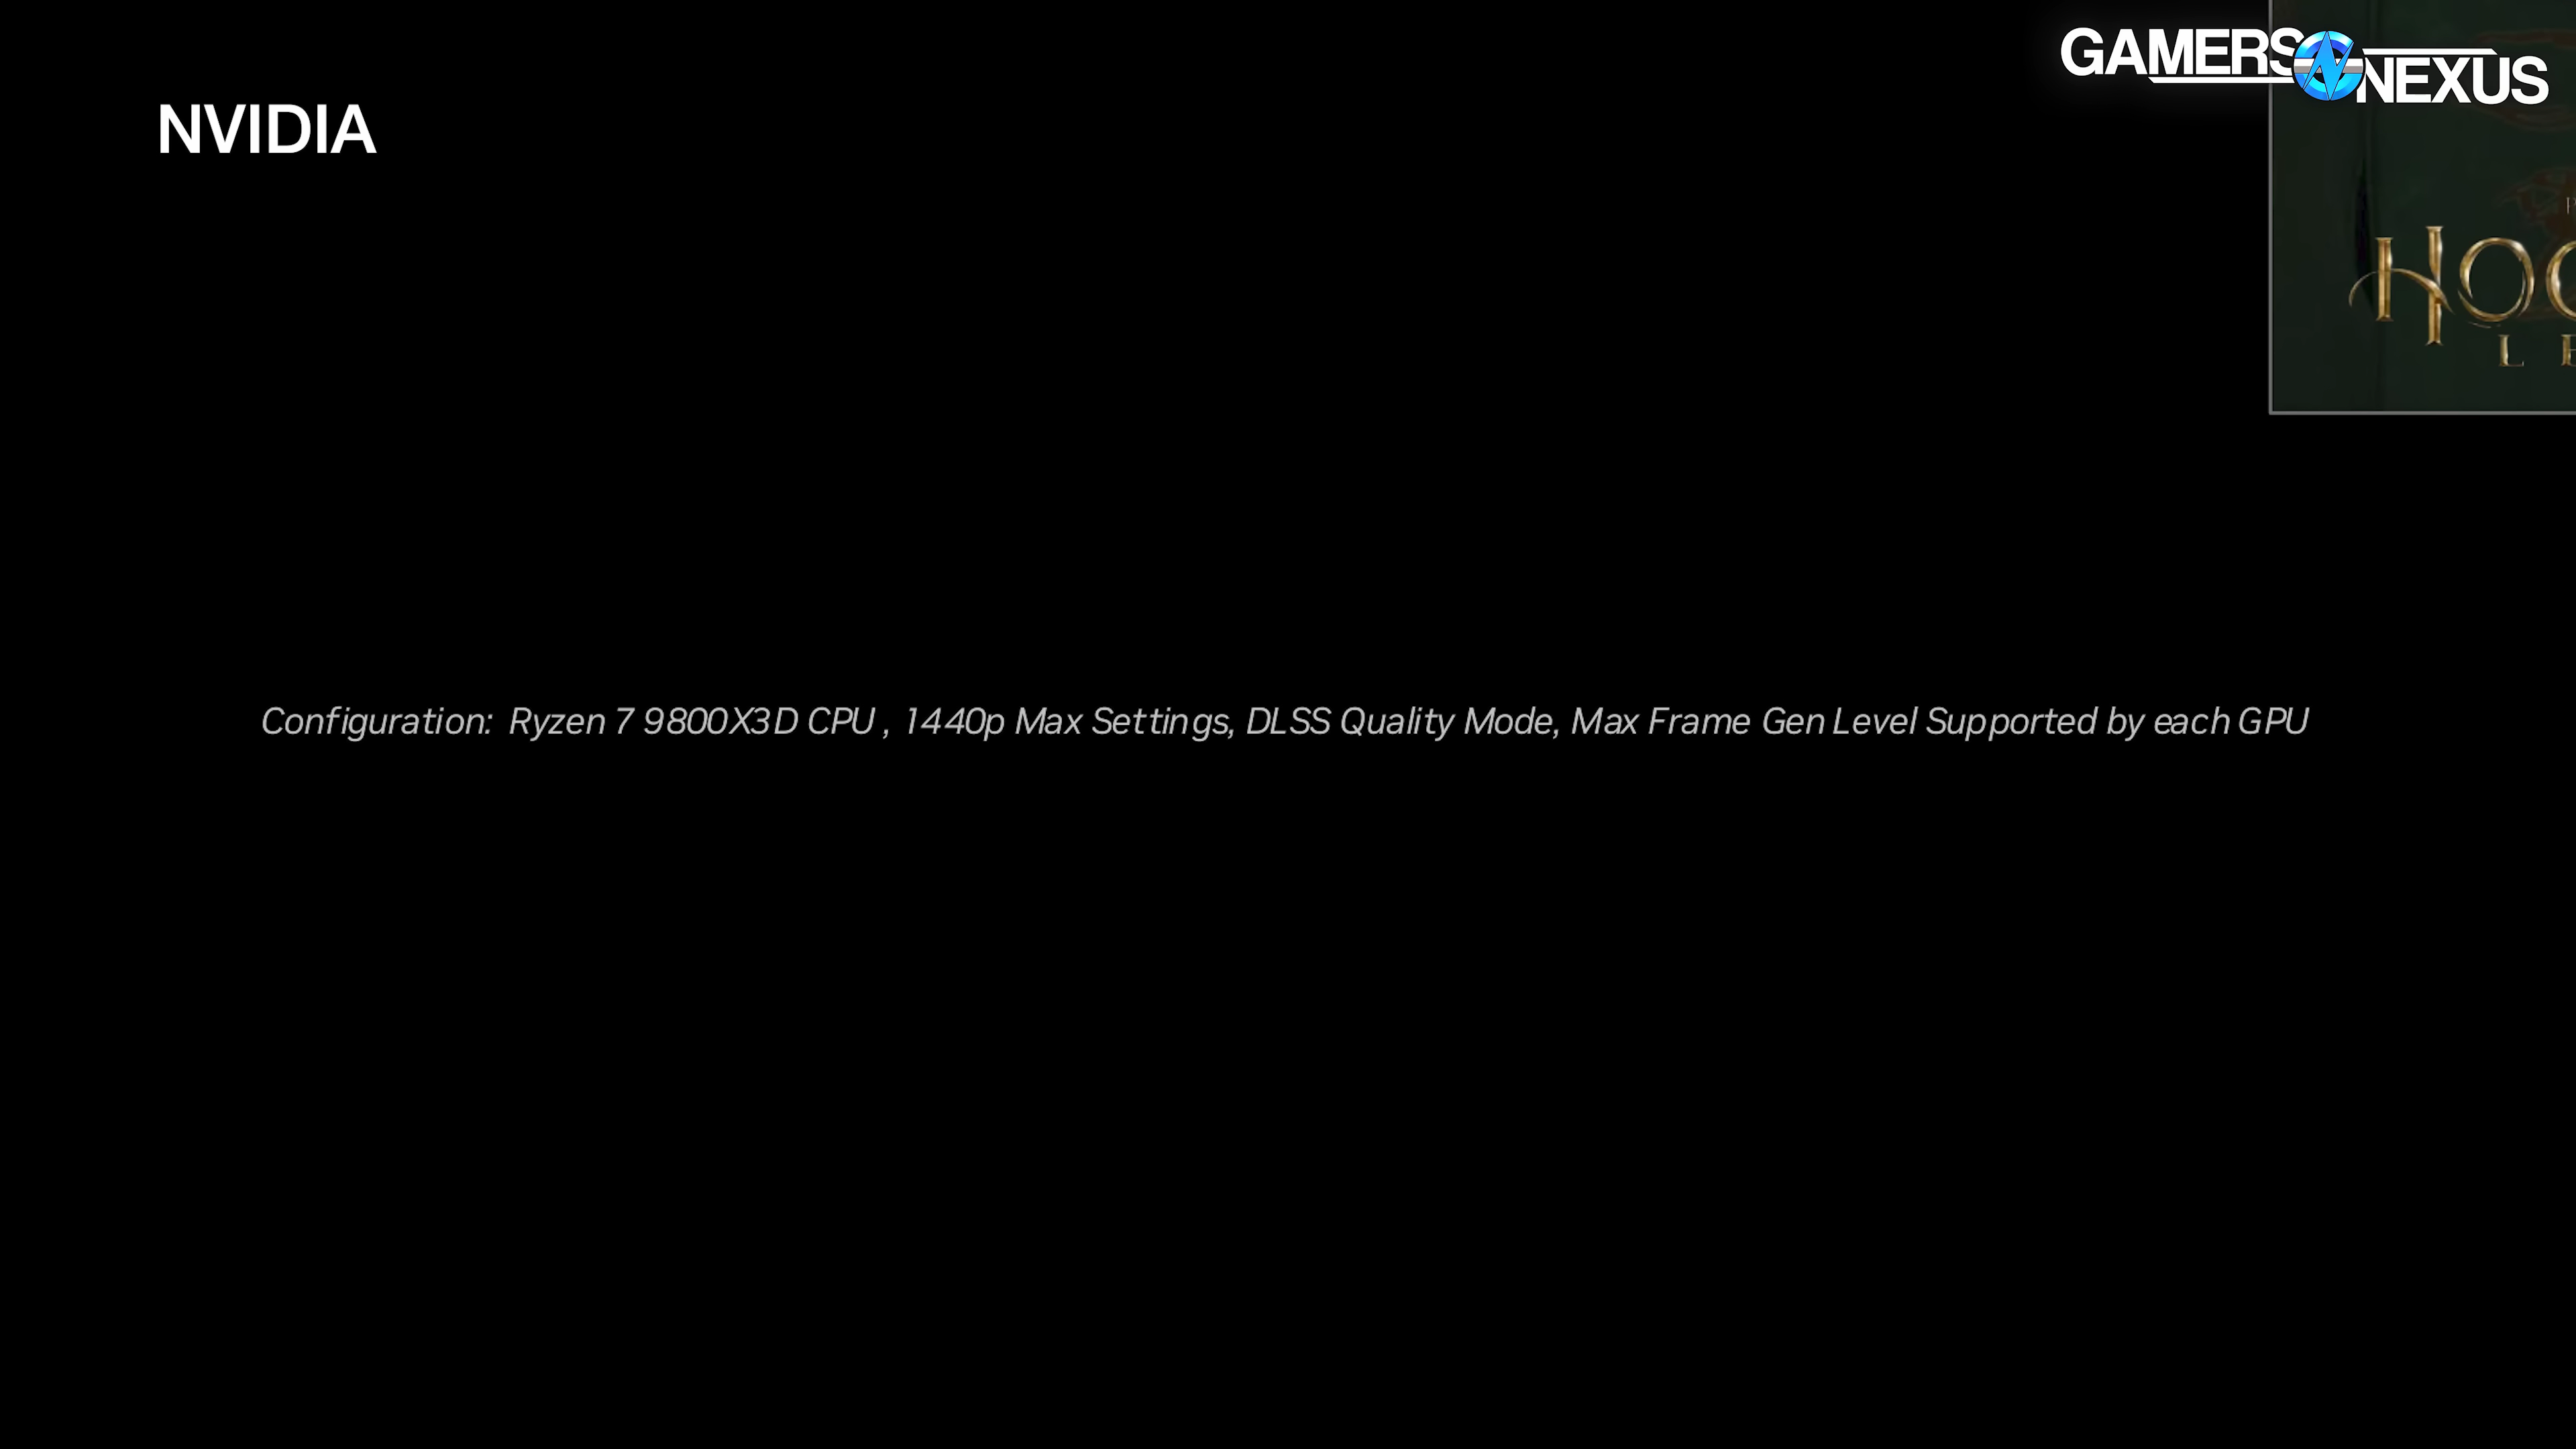 GAMERS NEXUS
NVIDIA
HO
L E
Configuration: Ryzen 7 9800X3D CPU , 1440p Max Settings, DLSS Quality Mode, Max Frame Gen Level Supported by each GPU